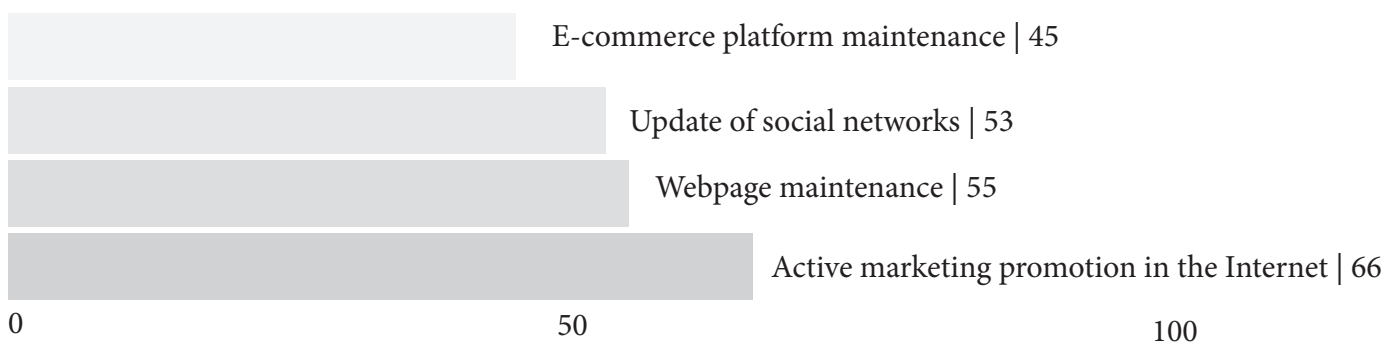 E-commerce platform maintenance | 45
Update of social networks | 53
Webpage maintenance | 55
Active marketing promotion in the Internet | 66
0 50 100